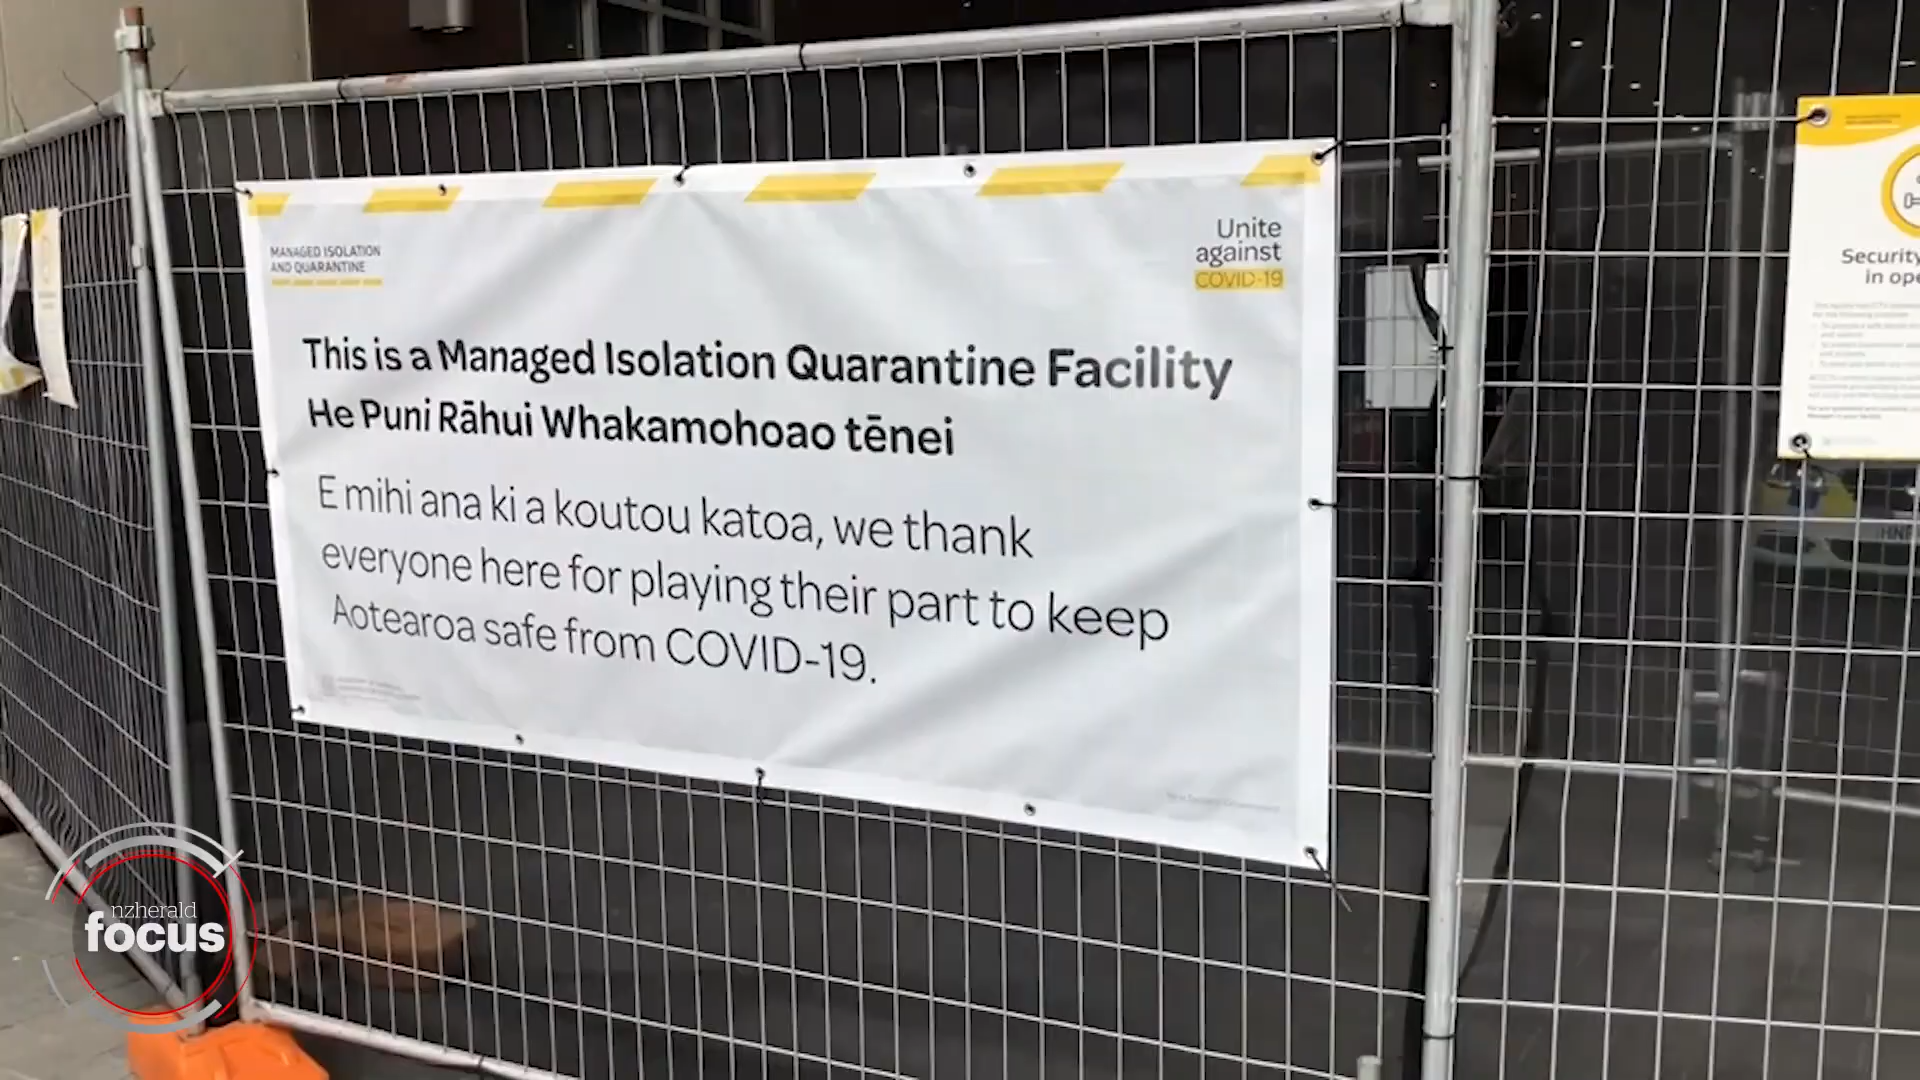 MANAGED ISOLATION
AND QUARANTINE
Unite
against
COVID-19
This is a Managed Isolation Quarantine Facility
He Puni Rāhui Whakamohoao tēnei
E mihi ana ki a koutou katoa, we thank
everyone here for playing their part to keep
Aotearoa safe from COVID-19.
Security
in ope
nzherald
focus